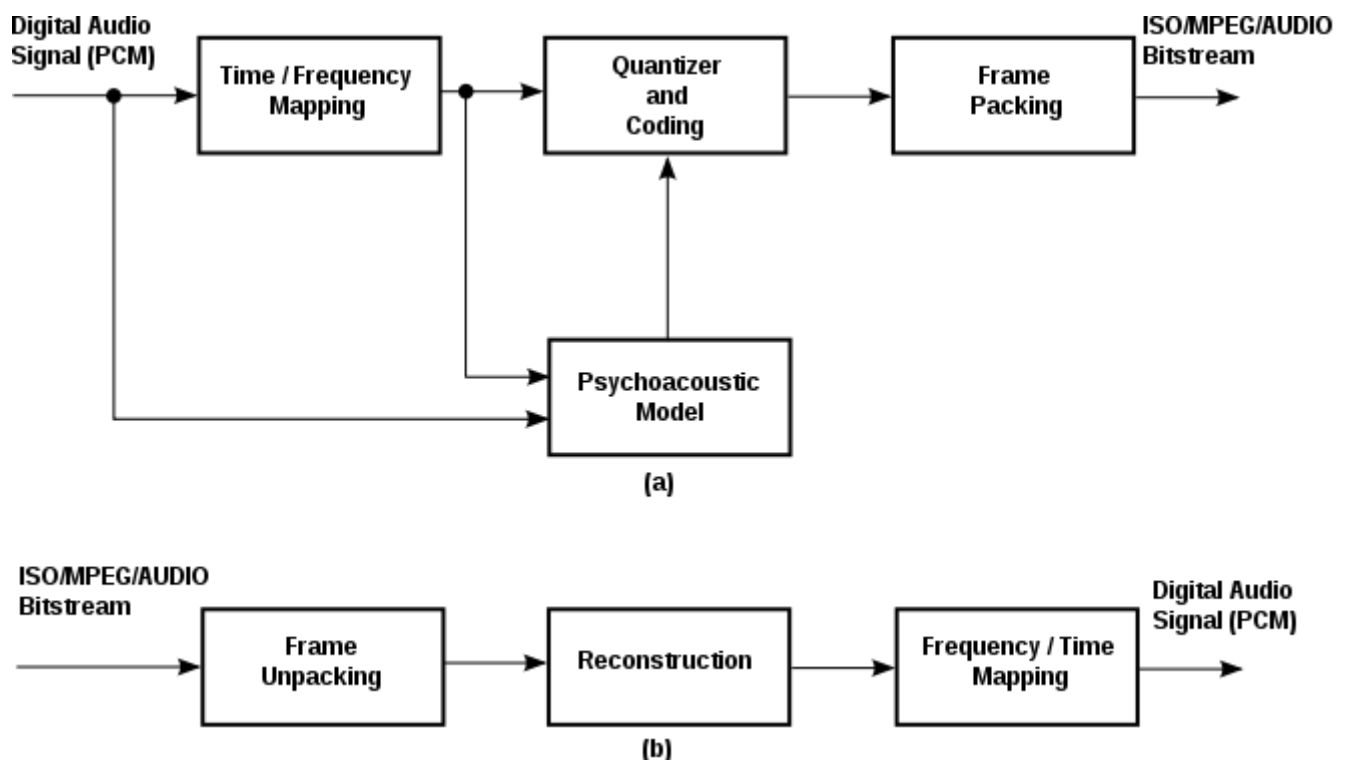 Digital Audio
Signal (PCM)
Time / Frequency
Mapping
Quantizer
and
Coding
Frame
Packing
ISO/MPEG/AUDIO
Bitstream
Psychoacoustic
Model
(a)
ISO/MPEG/AUDIO
Bitstream
Frame
Unpacking
Reconstruction
Frequency / Time
Mapping
Digital Audio
Signal (PCM)
(b)